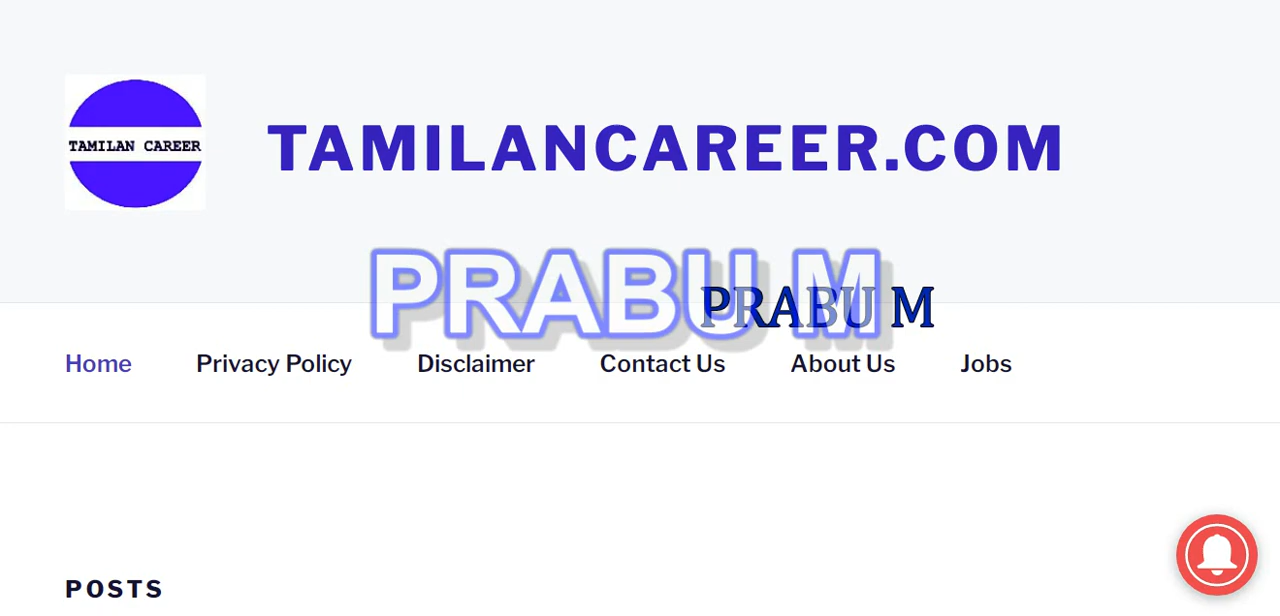 TAMILAN CAREER
TAMILANCAREER.COM
PRABU M
PRABU M
Home Privacy Policy Disclaimer Contact Us About Us Jobs
POSTS